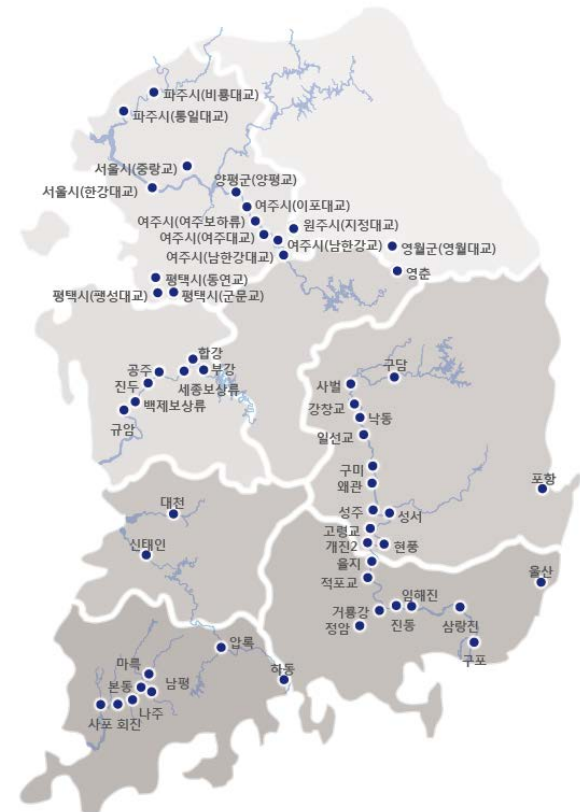 파주시(비룡대교)
파주시(통일대교)
서울시(중랑교)
양평군(양평교)
서울시(한강대교)
여주시(이포대교)
여주시(여주보하류)
원주시(지정대교)
여주시(여주대교)
여주시(남한강교)
영월군(영월대교)
여주시(남한강대교)
영춘
평택시(동연교)
평택시(팽성대교)
평택시(군문교)
합강
공주
부강
구담
진두
세종보상류
사벌
백제보상류
강창교
낙동
규암
일선교
구미
왜관
포항
대천
성주
성서
고령교
신태인
개진2
현풍
을지
울산
적포교
임해진
거룡강
정암
진동
삼랑진
압록
구포
마륵
하동
본동
남평
나주
사포
회진